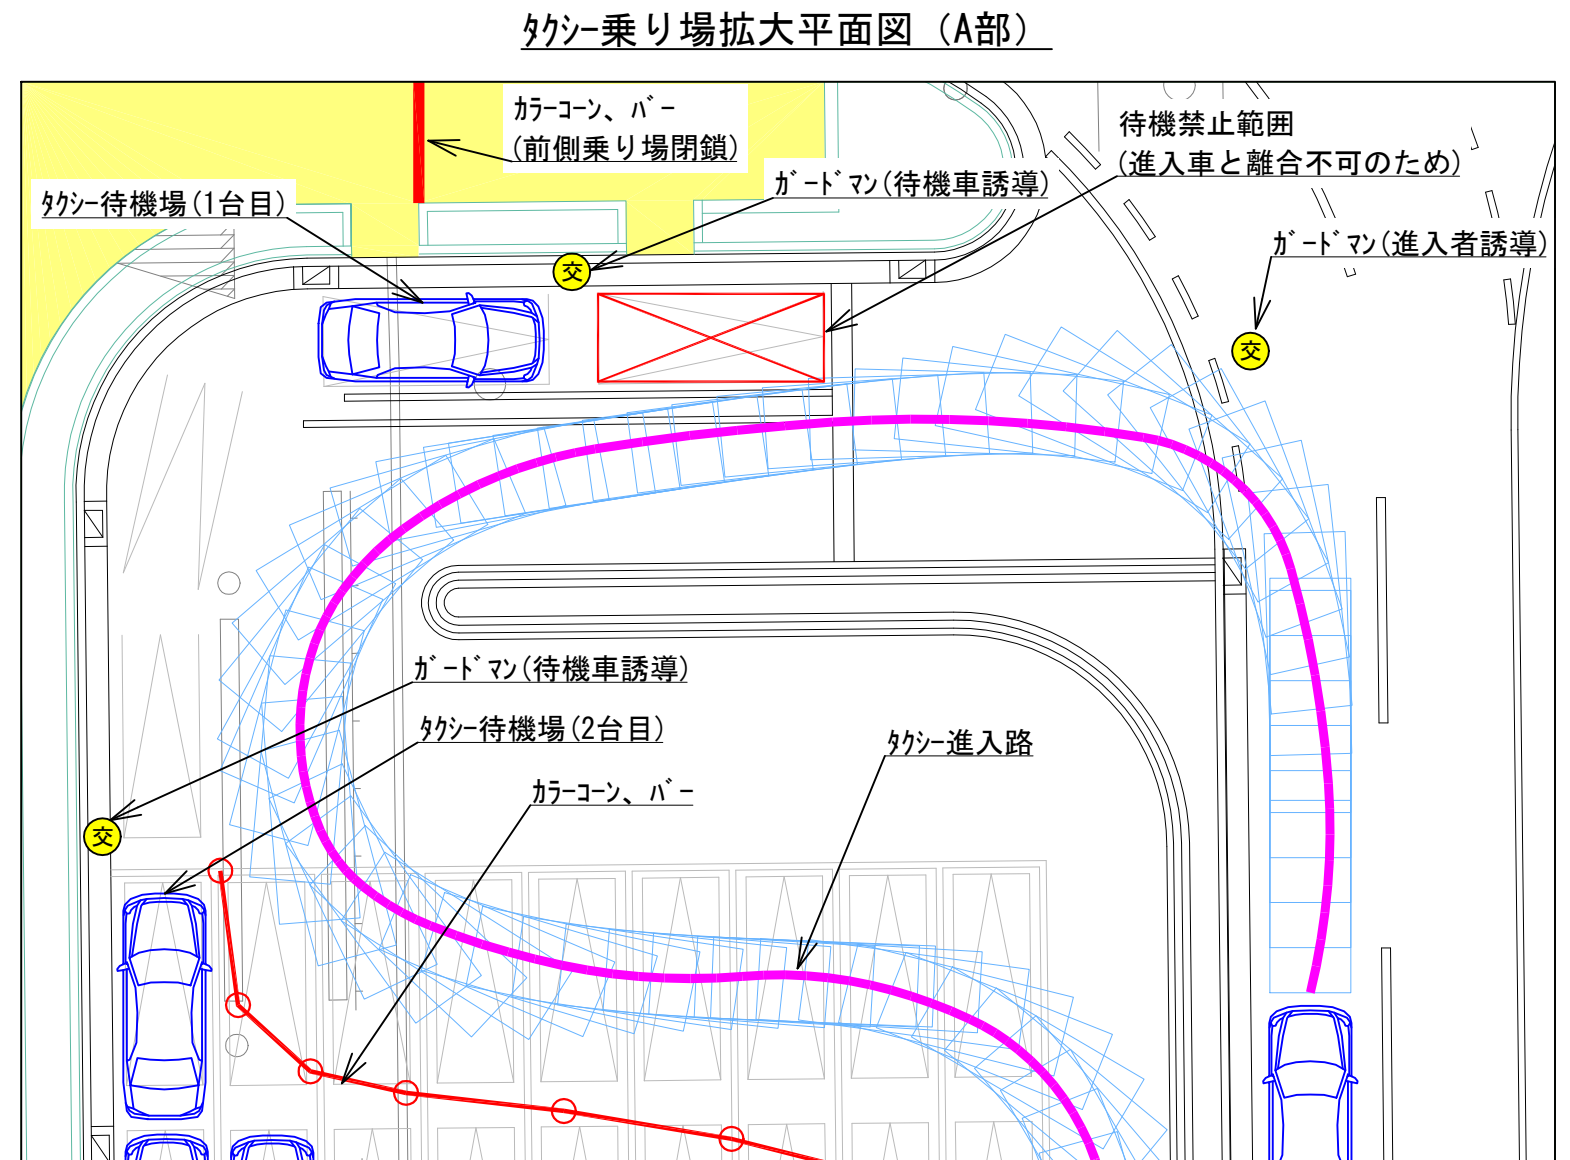 ﾀｸｼｰ乗り場拡大平面図（A部）
ｶﾗｰｺｰﾝ、ﾊﾞｰ
(前側乗り場閉鎖)
待機禁止範囲
(進入車と離合不可のため)
ｶﾞｰﾄﾞﾏﾝ(待機車誘導)
ﾀｸｼｰ待機場(1台目)
ｶﾞｰﾄﾞﾏﾝ(進入者誘導)
交
交
ｶﾞｰﾄﾞﾏﾝ(待機車誘導)
ﾀｸｼｰ待機場(2台目)
ﾀｸｼｰ進入路
ｶﾗｰｺｰﾝ、ﾊﾞｰ
交